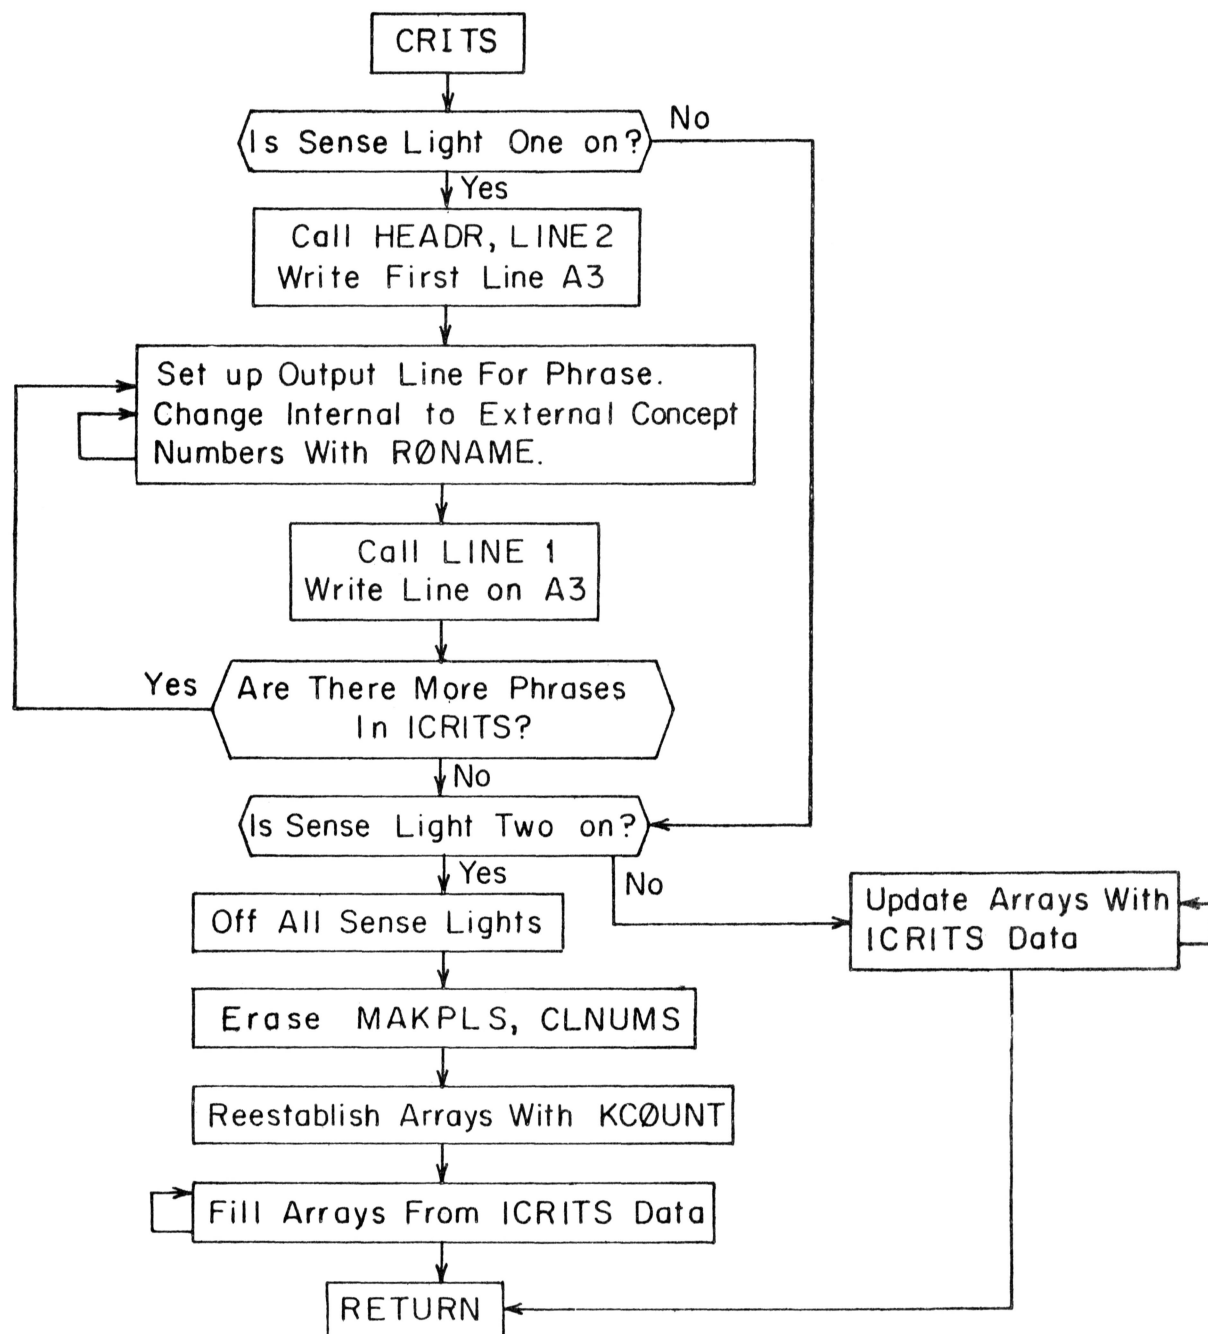 CRITS
Is Sense Light One on?
No
Yes
Call HEADR, LINE2
Write First Line A3
Set up Output Line For Phrase.
Change Internal to External Concept
Numbers With RØNAME.
Call LINE 1
Write Line on A3
Yes
Are There More Phrases
In ICRITS?
No
Is Sense Light Two on?
Yes
No
Off All Sense Lights
Update Arrays With
ICRITS Data
Erase MAKPLS, CLNUMS
Reestablish Arrays With KCØUNT
Fill Arrays From ICRITS Data
RETURN